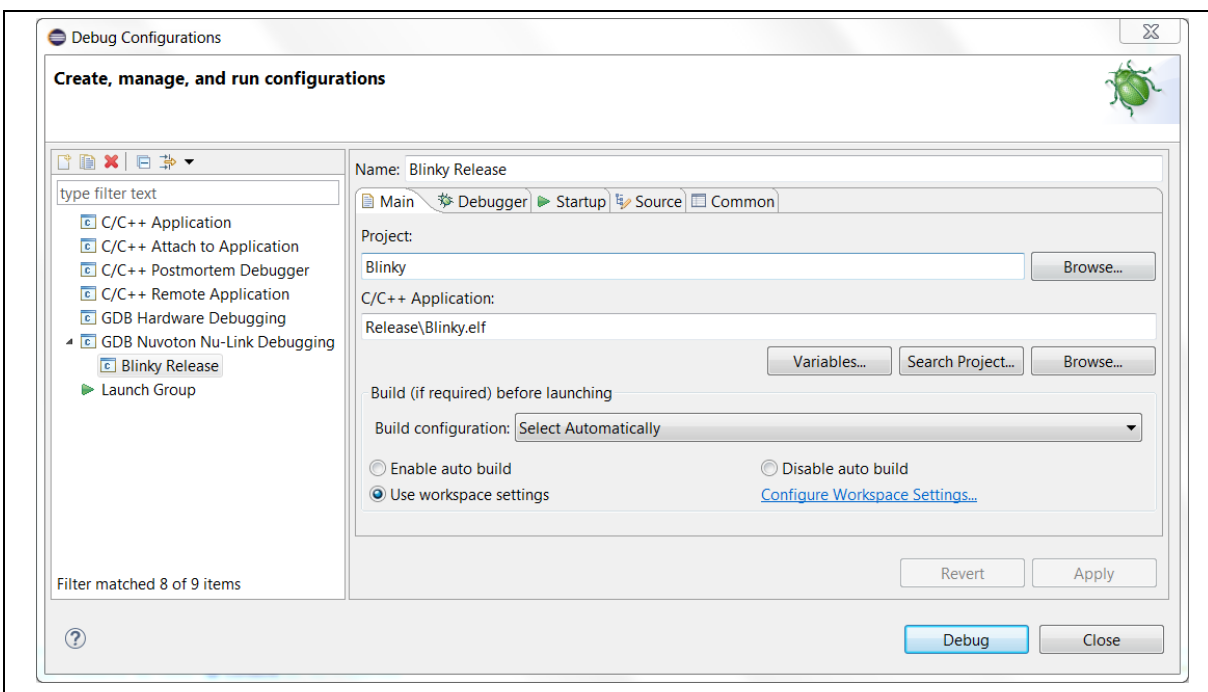 Debug Configurations
Create, manage, and run configurations
type filter text
C/C++ Application
C/C++ Attach to Application
C/C++ Postmortem Debugger
C/C++ Remote Application
GDB Hardware Debugging
GDB Nuvoton Nu-Link Debugging
Blinky Release
Launch Group
Filter matched 8 of 9 items
Name: Blinky Release
Main Debugger Startup Source Common
Project:
Blinky Browse...
C/C++ Application:
Release\Blinky.elf
Variables... Search Project... Browse...
Build (if required) before launching
Build configuration: Select Automatically
Enable auto build Disable auto build
Use workspace settings Configure Workspace Settings...
Revert Apply
? Debug Close